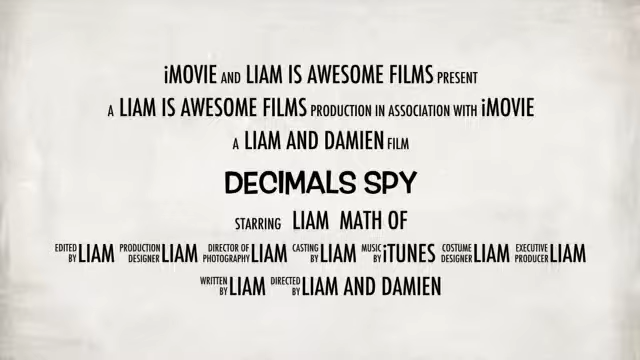 iMOVIE AND LIAM IS AWESOME FILMS PRESENT
A LIAM IS AWESOME FILMS PRODUCTION IN ASSOCIATION WITH iMOVIE
A LIAM AND DAMIEN FILM
DECIMALS SPY
STARRING LIAM MATH OF
EDITED BY LIAM PRODUCTION DESIGNER LIAM DIRECTOR OF PHOTOGRAPHY LIAM CASTING BY LIAM MUSIC BY iTUNES COSTUME DESIGNER LIAM EXECUTIVE PRODUCER LIAM
WRITTEN BY LIAM DIRECTED BY LIAM AND DAMIEN